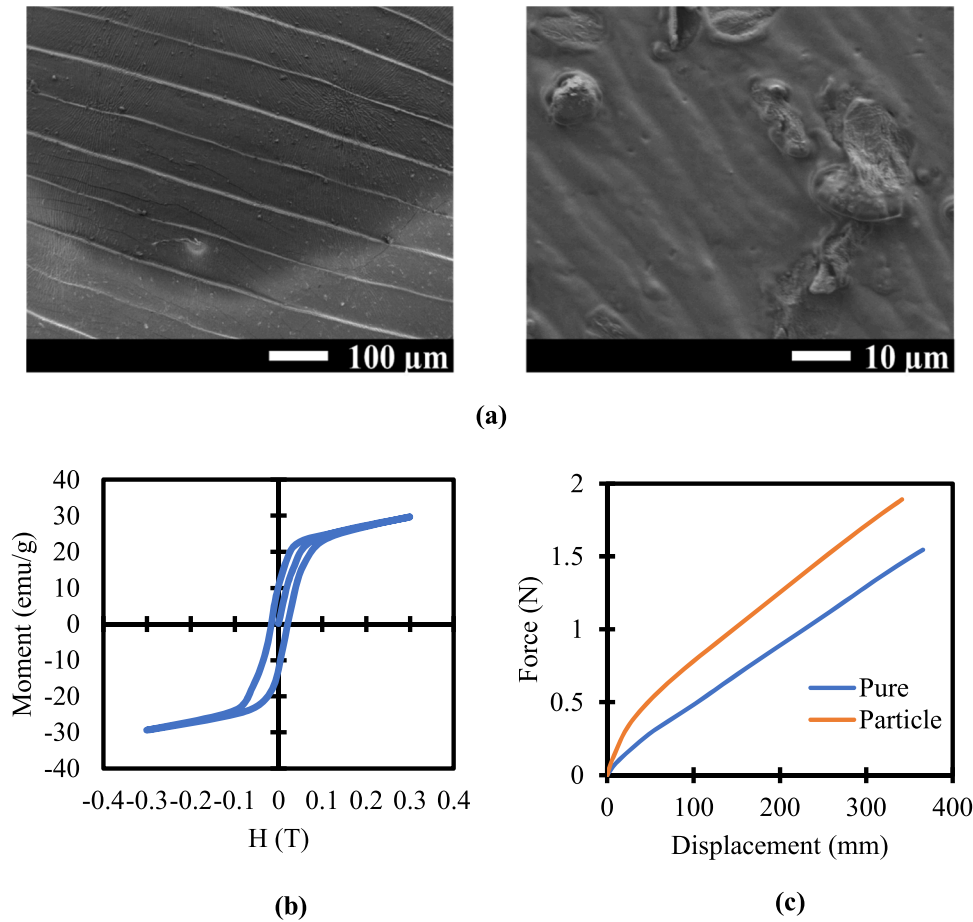 100 µm
10 µm
(a)
40
30
20
10
0
-10
-20
-30
-40
Moment (emu/g)
-0.4-0.3-0.2-0.1 0 0.1 0.2 0.3 0.4
H (T)
(b)
2
1.5
1
0.5
0
Force (N)
Pure
Particle
0 100 200 300 400
Displacement (mm)
(c)